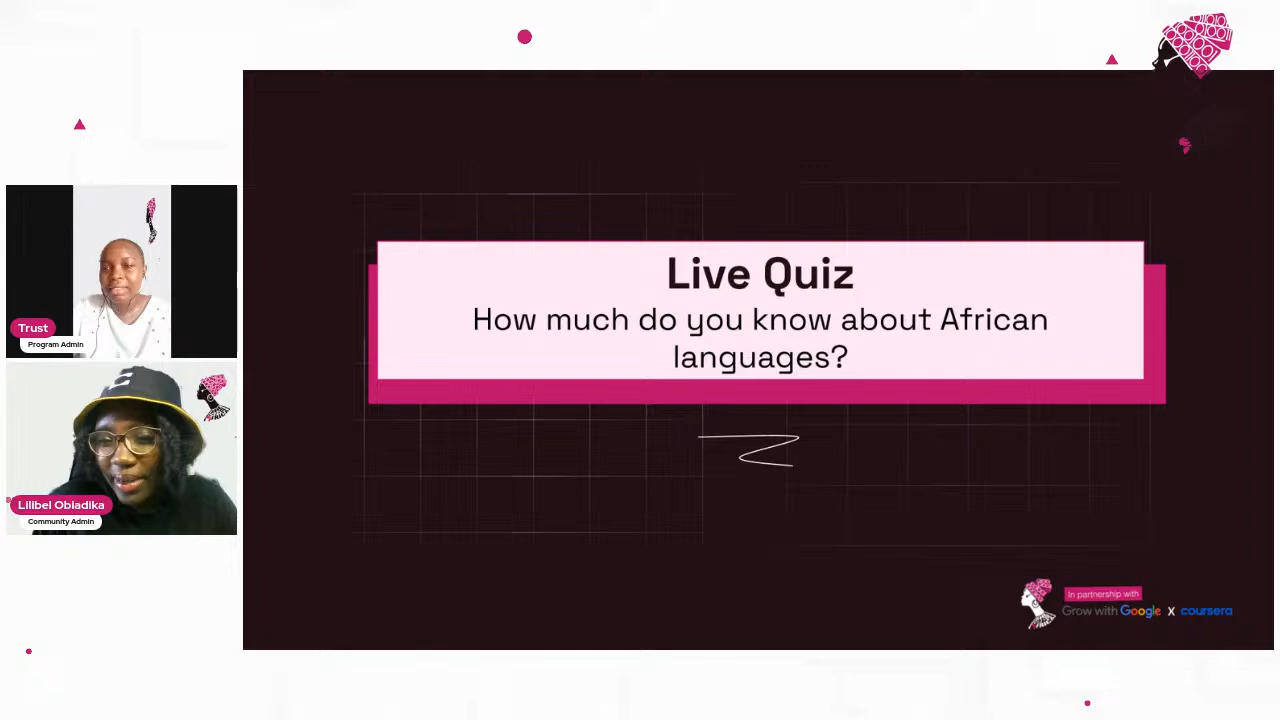 Live Quiz
How much do you know about African
languages?
Trust
Program Admin
Lilibel Obiadika
Community Admin
In partnership with
Grow with Google X coursera